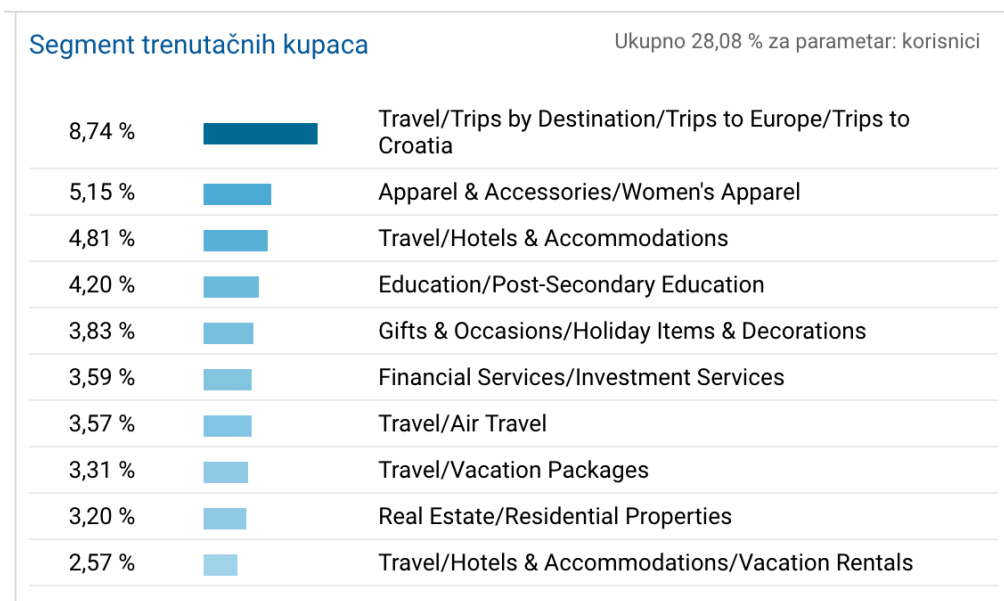 Segment trenutačnih kupaca
Ukupno 28,08 % za parametar: korisnici
8,74 % Travel/Trips by Destination/Trips to Europe/Trips to
Croatia
5,15 % Apparel & Accessories/Women's Apparel
4,81 % Travel/Hotels & Accommodations
4,20 % Education/Post-Secondary Education
3,83 % Gifts & Occasions/Holiday Items & Decorations
3,59 % Financial Services/Investment Services
3,57 % Travel/Air Travel
3,31 % Travel/Vacation Packages
3,20 % Real Estate/Residential Properties
2,57 % Travel/Hotels & Accommodations/Vacation Rentals